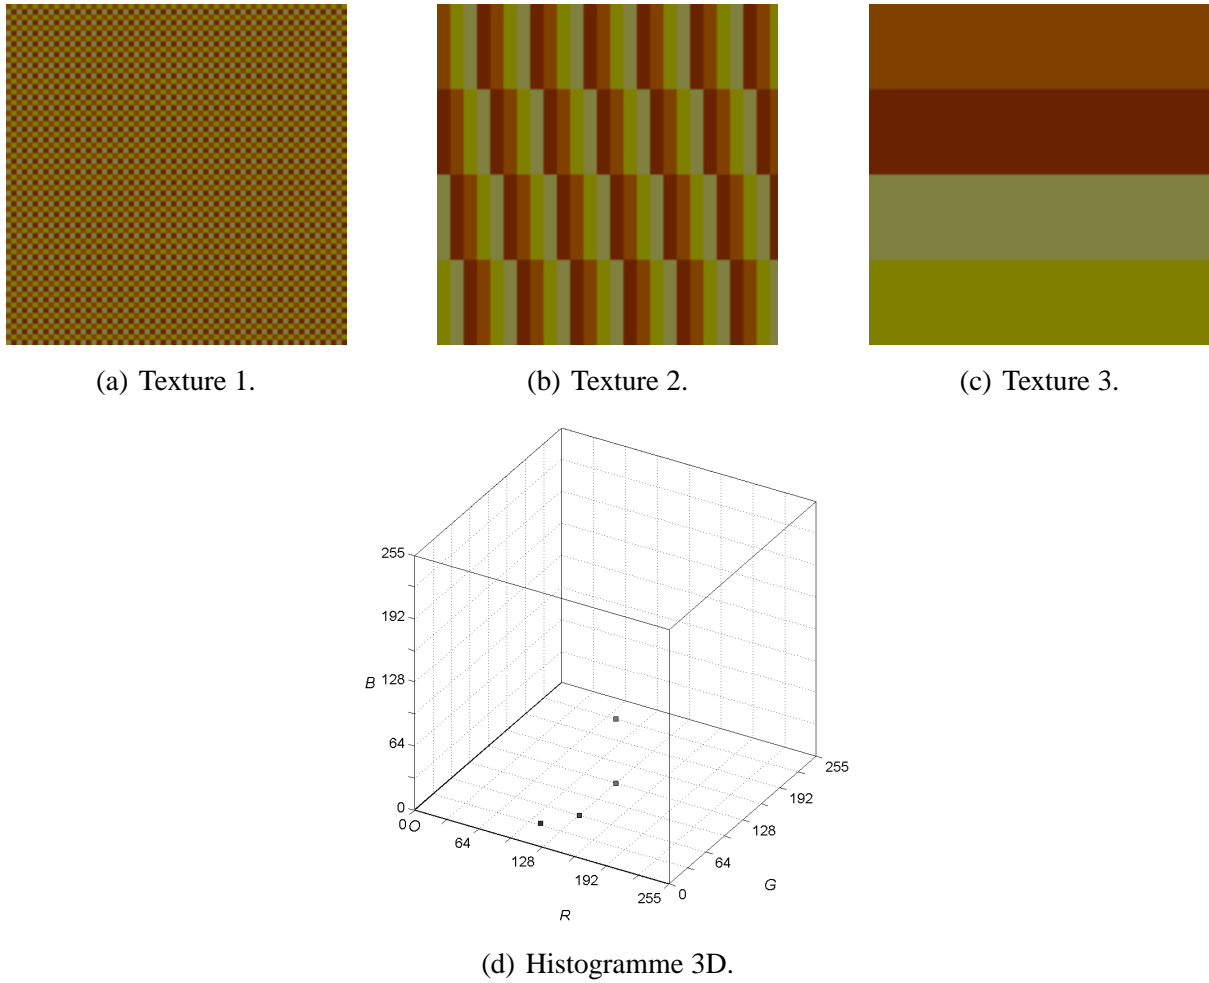 (a) Texture 1.
(b) Texture 2.
(c) Texture 3.
255
192
B
128
64
0
0
O
64
128
192
255
R
0
64
128
192
255
G
(d) Histogramme 3D.